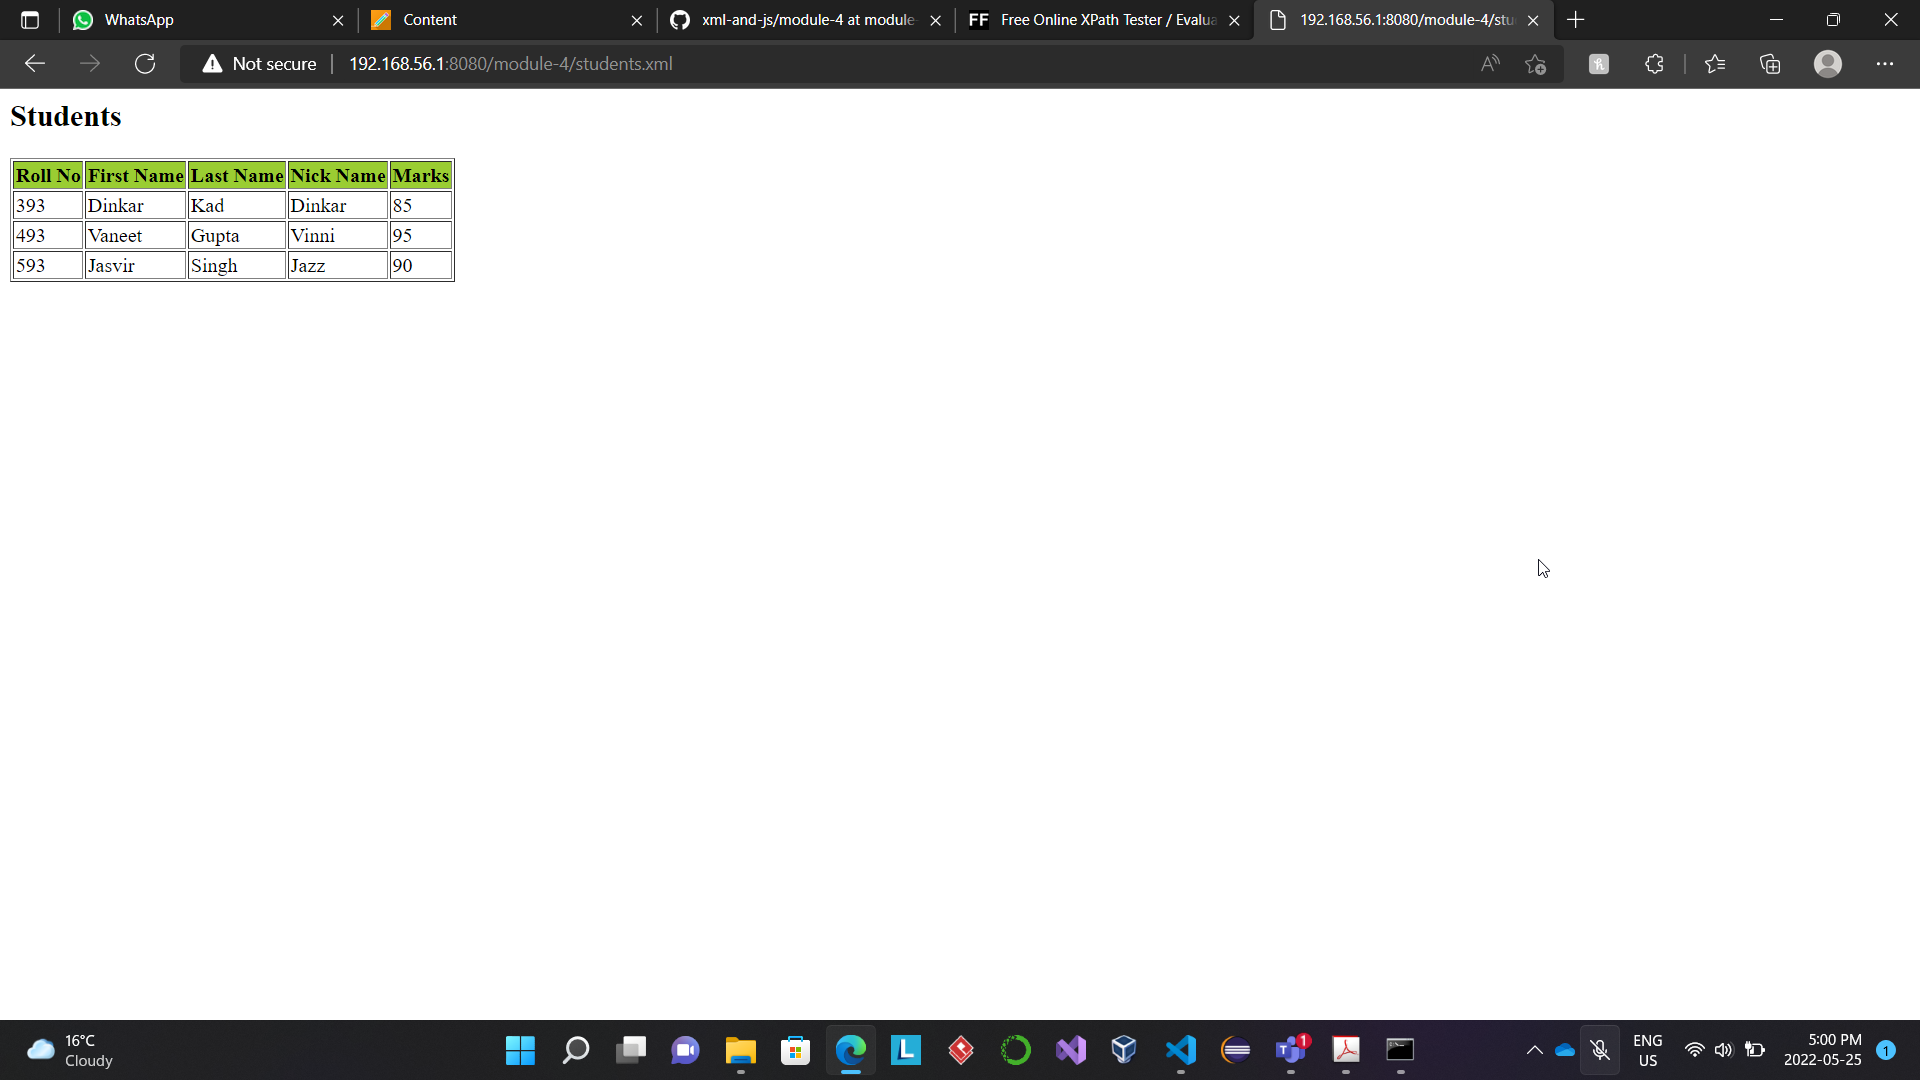 WhatsApp
Content
xml-and-js/module-4 at module-
FF Free Online XPath Tester / Evalua
192.168.56.1:8080/module-4/stu
Not secure 192.168.56.1:8080/module-4/students.xml
Students
Roll No First Name Last Name Nick Name Marks
393 Dinkar Kad Dinkar 85
493 Vaneet Gupta Vinni 95
593 Jasvir Singh Jazz 90
16°C
Cloudy
L
1
ENG
US
5:00 PM
2022-05-25
1